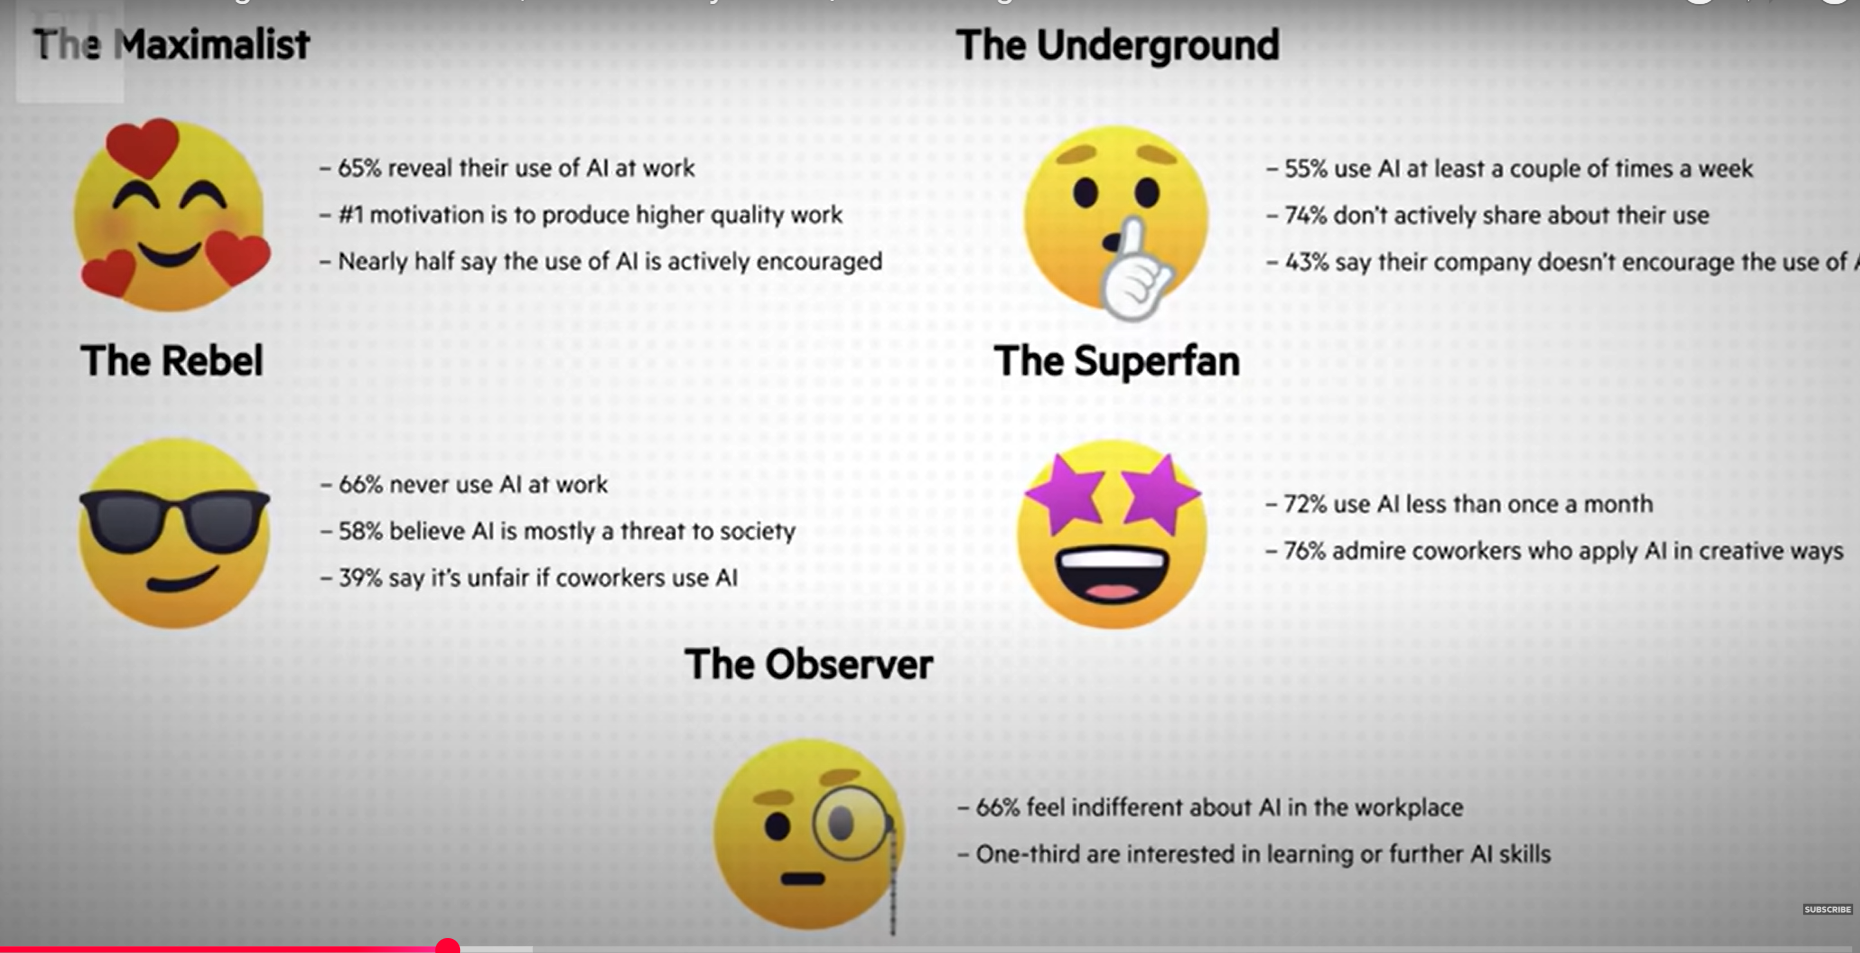 The Maximalist
– 65% reveal their use of AI at work
– #1 motivation is to produce higher quality work
– Nearly half say the use of AI is actively encouraged
The Underground
– 55% use AI at least a couple of times a week
– 74% don't actively share about their use
– 43% say their company doesn't encourage the use of
The Rebel
– 66% never use AI at work
– 58% believe AI is mostly a threat to society
– 39% say it's unfair if coworkers use AI
The Superfan
– 72% use AI less than once a month
– 76% admire coworkers who apply AI in creative ways
The Observer
– 66% feel indifferent about AI in the workplace
– One-third are interested in learning or further AI skills
SUBSCRIBE